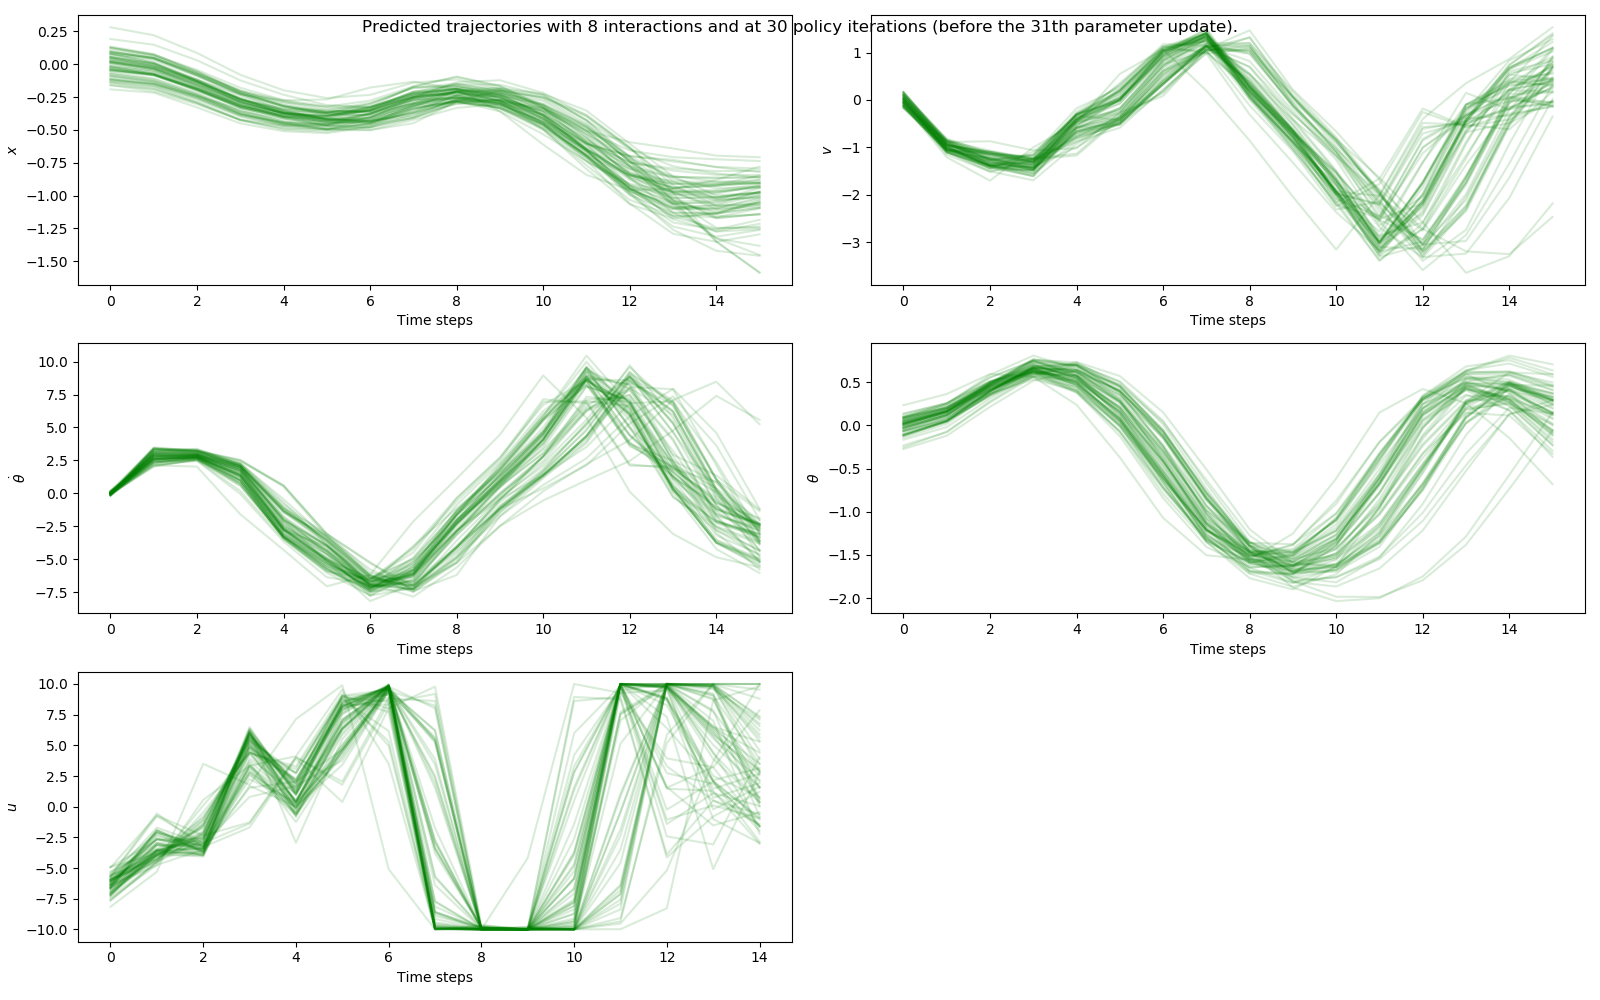 Predicted trajectories with 8 interactions and at 30 policy iterations (before the 31th parameter update).
0.25
0.00
−0.25
−0.50
−0.75
−1.00
−1.25
−1.50
x
0 2 4 6 8 10 12 14
Time steps
1
0
−1
−2
−3
v
0 2 4 6 8 10 12 14
Time steps
10.0
7.5
5.0
2.5
0.0
−2.5
−5.0
−7.5
θ̇
0 2 4 6 8 10 12 14
Time steps
0.5
0.0
−0.5
−1.0
−1.5
−2.0
θ
0 2 4 6 8 10 12 14
Time steps
10.0
7.5
5.0
2.5
0.0
−2.5
−5.0
−7.5
−10.0
u
0 2 4 6 8 10 12 14
Time steps